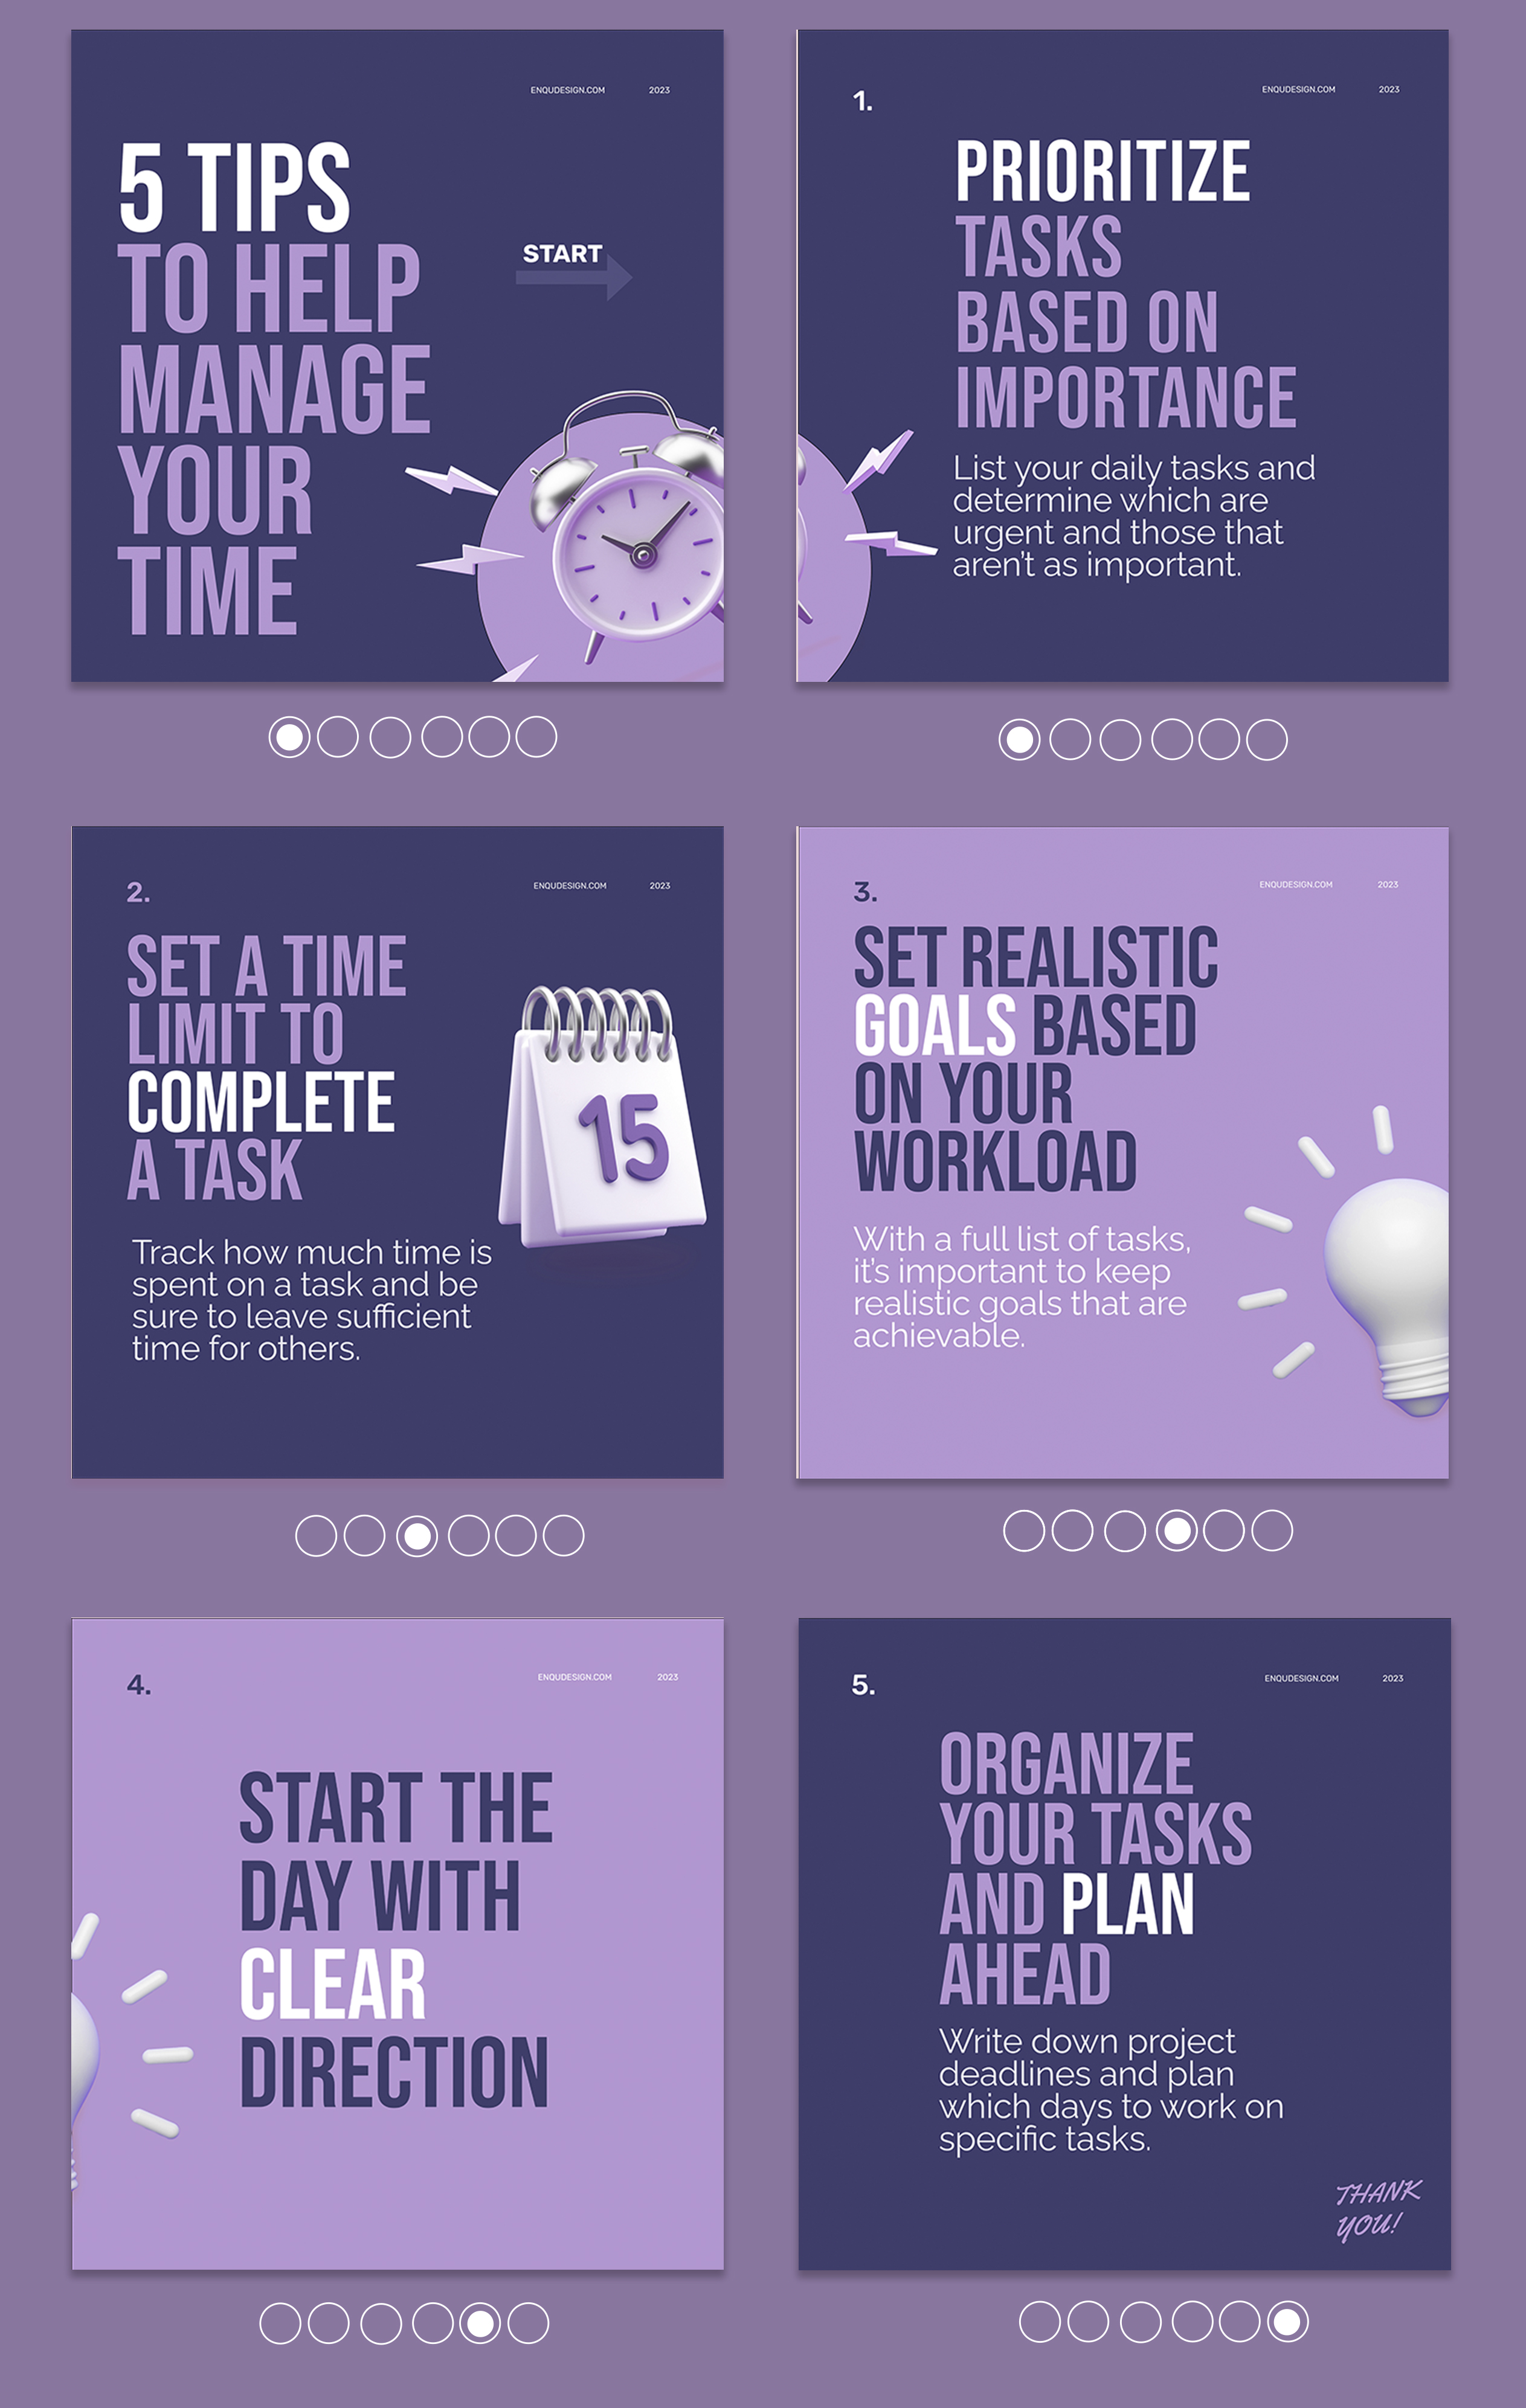 ENQUDESIGN.COM 2023
5 TIPS
TO HELP
MANAGE
YOUR
TIME
START
1.
ENQUDESIGN.COM 2023
PRIORITIZE
TASKS
BASED ON
IMPORTANCE
List your daily tasks and
determine which are
urgent and those that
aren't as important.
2.
ENQUDESIGN.COM 2023
SET A TIME
LIMIT TO
COMPLETE
A TASK
15
Track how much time is
spent on a task and be
sure to leave sufficient
time for others.
3.
ENQUDESIGN.COM 2023
SET REALISTIC
GOALS BASED
ON YOUR
WORKLOAD
With a full list of tasks,
it's important to keep
realistic goals that are
achievable.
4.
ENQUDESIGN.COM 2023
START THE
DAY WITH
CLEAR
DIRECTION
5.
ENQUDESIGN.COM 2023
ORGANIZE
YOUR TASKS
AND PLAN
AHEAD
Write down project
deadlines and plan
which days to work on
specific tasks.
THANK
YOU!